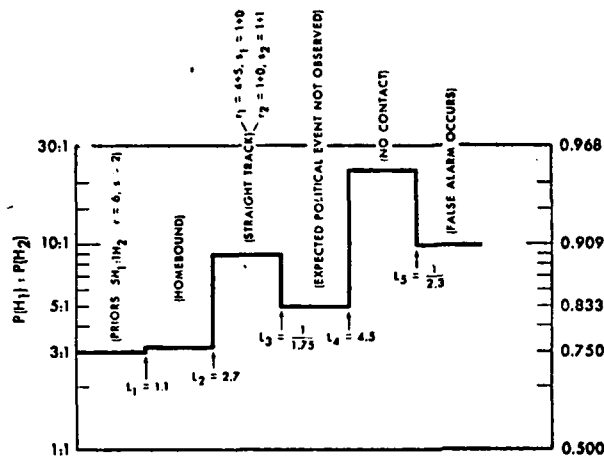 r₁ = 4+5, s₁ = 1+0
r₂ = 1+0, s₂ = 1+1
30:1
10:1
5:1
3:1
1:1
P(H₁) : P(H₂)
(PRIORS r = 6, s = 2)
(HOMEBOUND)
(STRAIGHT TRACK)
(EXPECTED POLITICAL EVENT NOT OBSERVED)
(NO CONTACT)
(FALSE ALARM OCCURS)
L₁ = 1.1
L₂ = 2.7
L₃ = 1/1.75
L₄ = 4.5
L₅ = 1/2.3
0.968
0.909
0.833
0.750
0.500